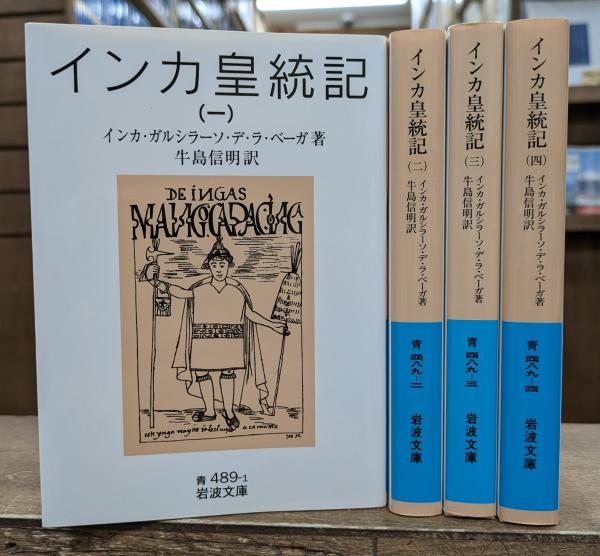 インカ皇統記
(一)
インカ・ガルシラーソ・デ・ラ・ベーガ著
牛島信明訳
DE INGAS
青 489-1
岩波文庫
インカ皇統記(二)
インカ・ガルシラーソ・デ・ラ・ベーガ著
牛島信明訳
青 四八九-二
岩波文庫
インカ皇統記(三)
インカ・ガルシラーソ・デ・ラ・ベーガ著
牛島信明訳
青 四八九-三
岩波文庫
インカ皇統記(四)
インカ・ガルシラーソ・デ・ラ・ベーガ著
牛島信明訳
青 四八九-四
岩波文庫